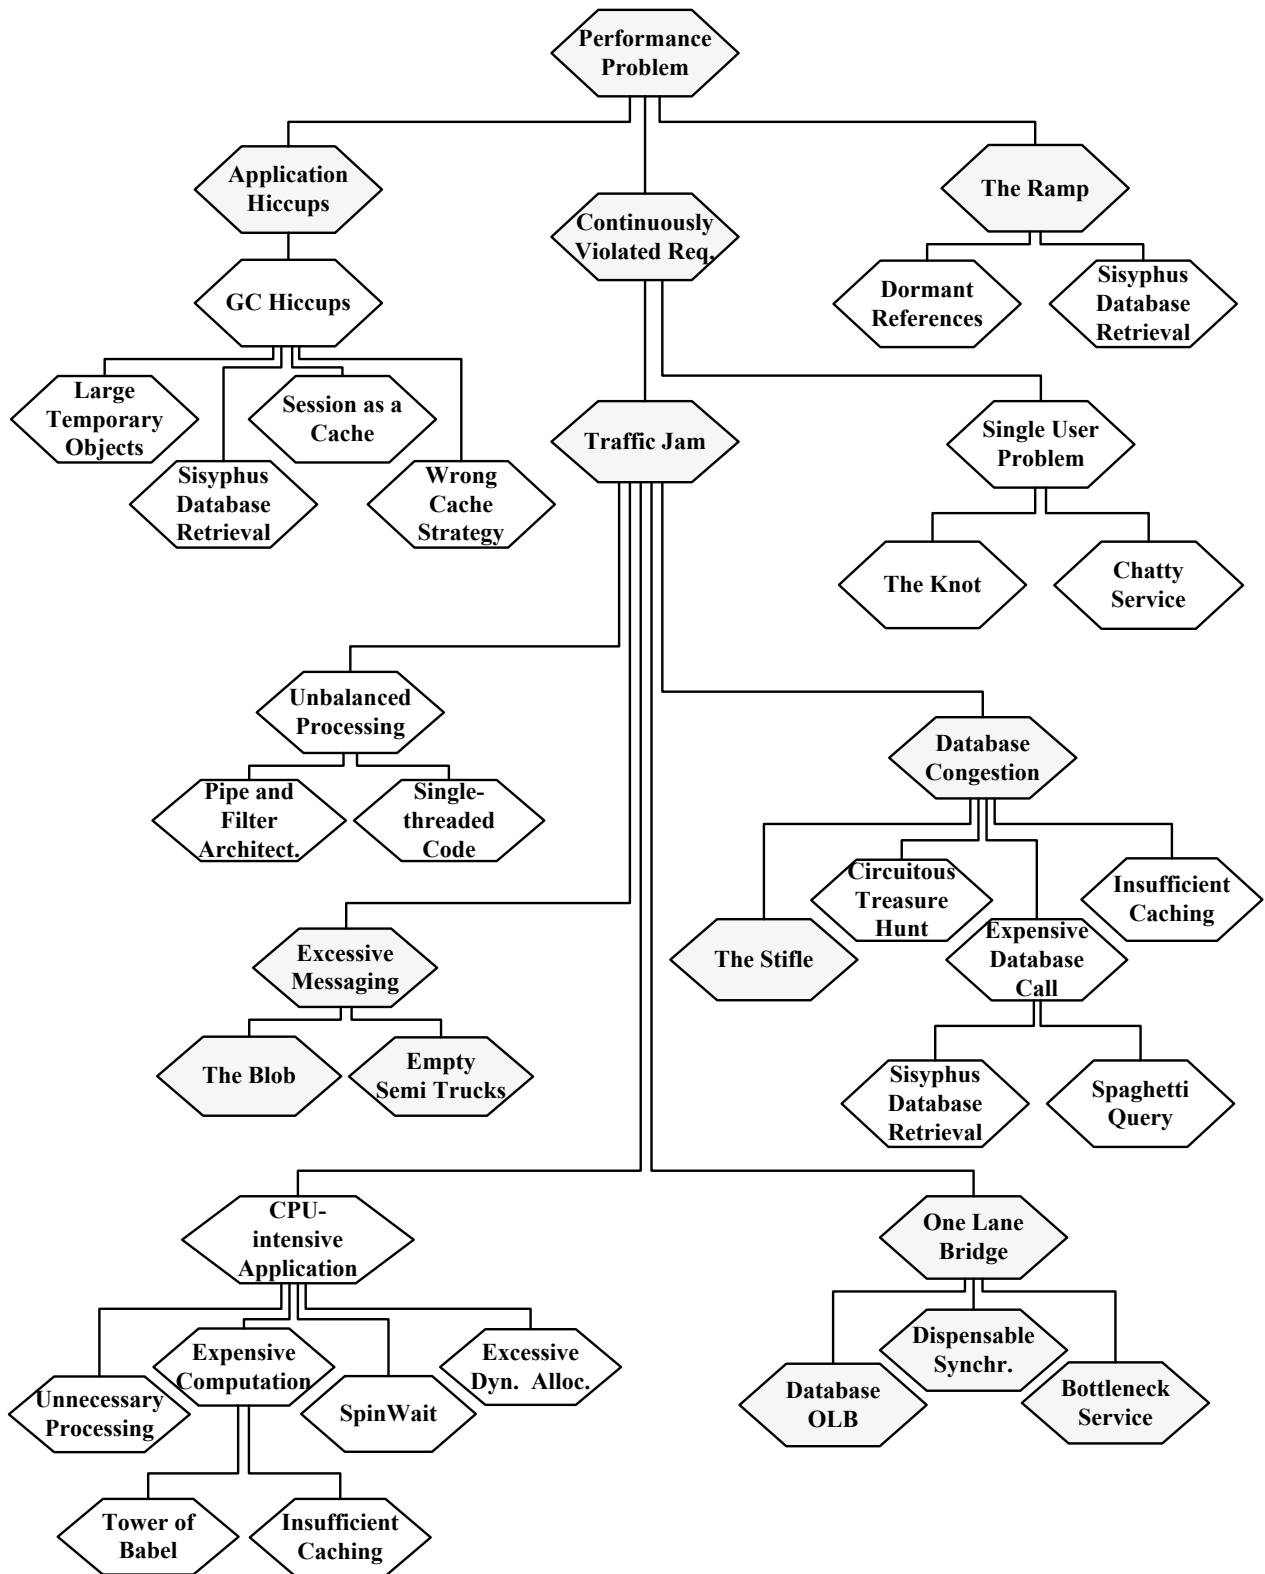 Performance
Problem
Application
Hiccups
The Ramp
Continuously
Violated Req.
GC Hiccups
Dormant
References
Sisyphus
Database
Retrieval
Large
Temporary
Objects
Session as a
Cache
Traffic Jam
Single User
Problem
Sisyphus
Database
Retrieval
Wrong
Cache
Strategy
The Knot
Chatty
Service
Unbalanced
Processing
Database
Congestion
Pipe and
Filter
Architect.
Single-
threaded
Code
Circuitous
Treasure
Hunt
Insufficient
Caching
Excessive
Messaging
The Stifle
Expensive
Database
Call
The Blob
Empty
Semi Trucks
Sisyphus
Database
Retrieval
Spaghetti
Query
CPU-
intensive
Application
One Lane
Bridge
Expensive
Computation
Excessive
Dyn. Alloc.
Dispensable
Synchr.
Unnecessary
Processing
SpinWait
Database
OLB
Bottleneck
Service
Tower of
Babel
Insufficient
Caching